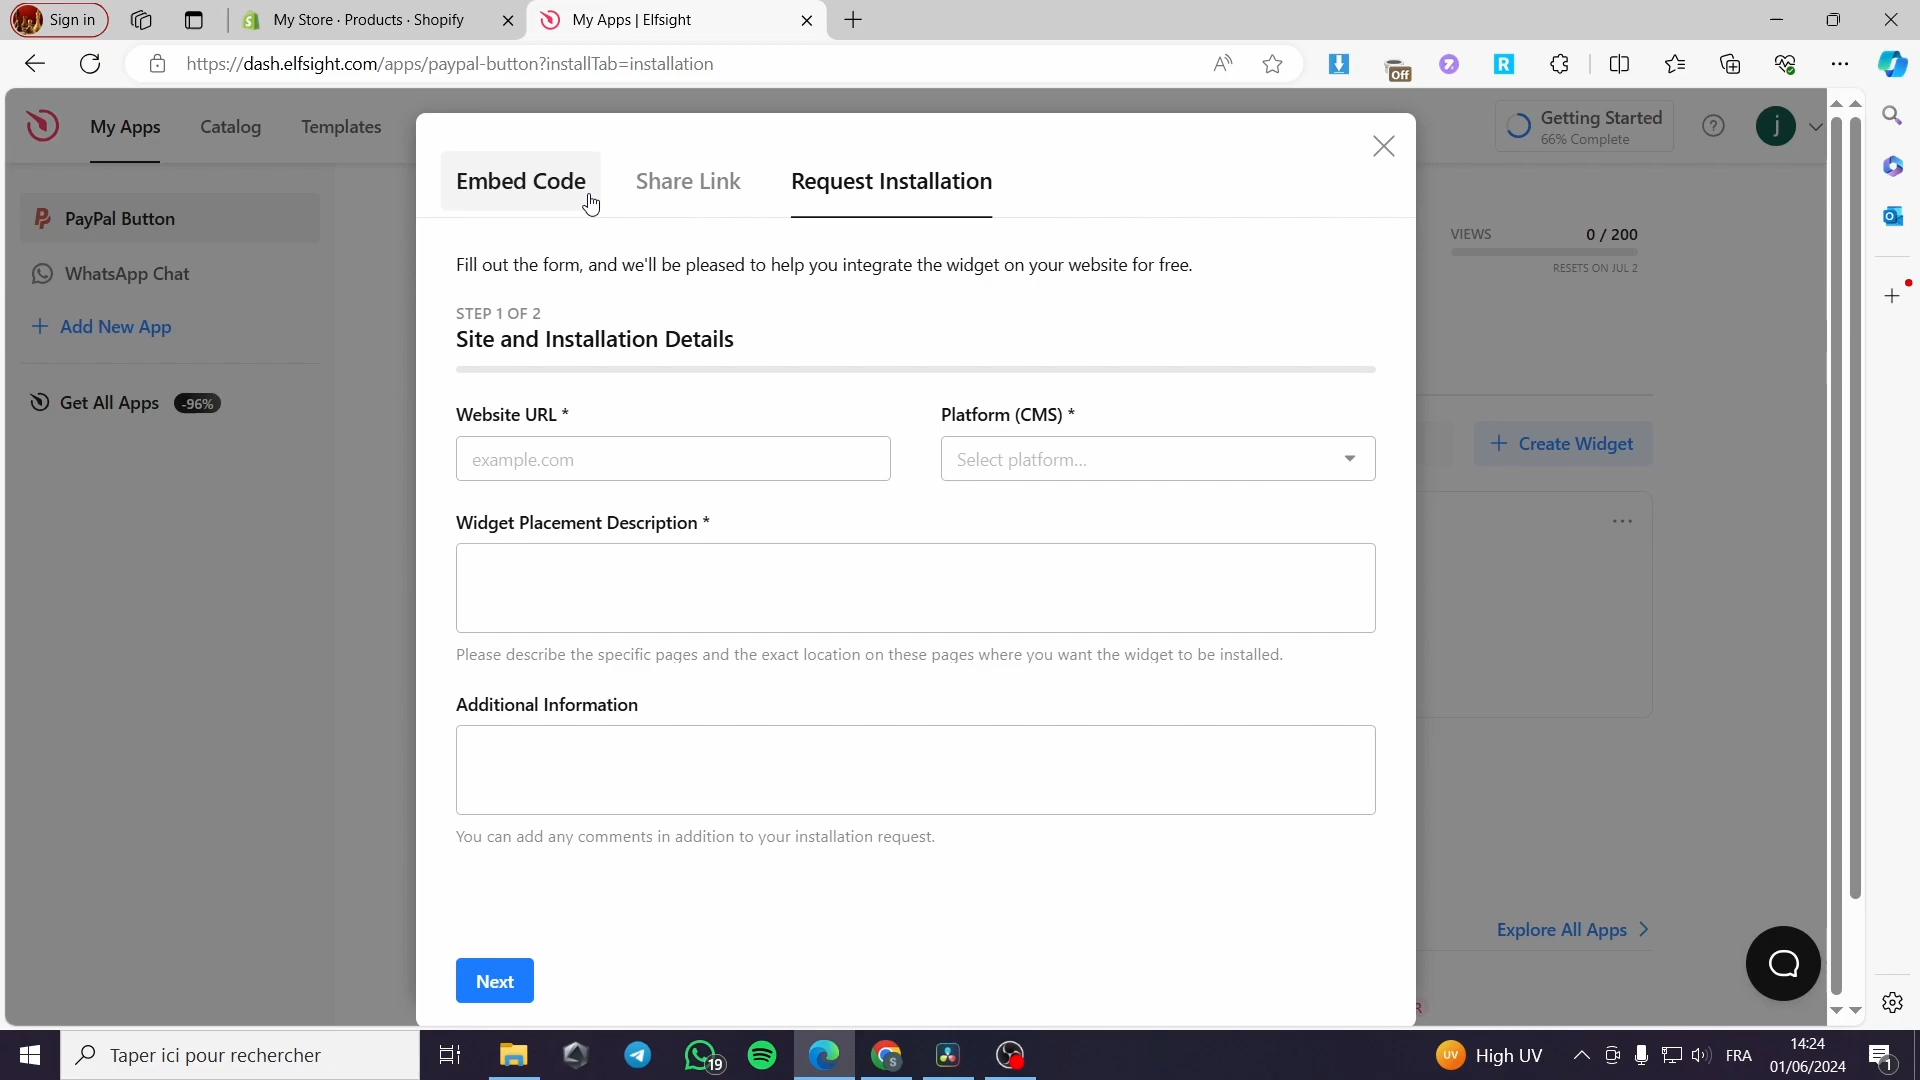 Sign in
My Store · Products · Shopify
My Apps | Elfsight
https://dash.elfsight.com/apps/paypal-button?installTab=installation
Off
My Apps
Catalog
Templates
Getting Started
66% Complete
j
PayPal Button
WhatsApp Chat
Add New App
Get All Apps
-96%
Embed Code
Share Link
Request Installation
Fill out the form, and we'll be pleased to help you integrate the widget on your website for free.
STEP 1 OF 2
Site and Installation Details
Website URL *
Platform (CMS) *
example.com
Select platform...
Widget Placement Description *
Please describe the specific pages and the exact location on these pages where you want the widget to be installed.
Additional Information
You can add any comments in addition to your installation request.
Next
VIEWS
0 / 200
RESETS ON JUL 2
Create Widget
Explore All Apps
Taper ici pour rechercher
19
UV
High UV
FRA
14:24
01/06/2024
1